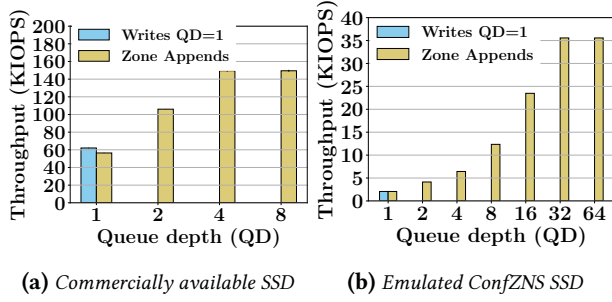 Throughput (KIOPS)
200
180
160
140
120
100
80
60
40
20
0
Writes QD=1
Zone Appends
1 2 4 8
Queue depth (QD)
(a) Commercially available SSD
Throughput (KIOPS)
40
35
30
25
20
15
10
5
0
Writes QD=1
Zone Appends
1 2 4 8 16 32 64
Queue depth (QD)
(b) Emulated ConfZNS SSD